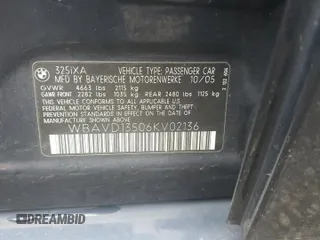 325iXA VEHICLE TYPE: PASSENGER CAR
MFD BY BAYERISCHE MOTORENWERKE 10/05
GVWR 4663 lbs 2115 kg
GAWR FRONT 2282 lbs 1035 kg REAR 2480 lbs 1125 kg
WBAVD13506KV02136
THIS VEHICLE CONFORMS TO ALL APPLICABLE
FEDERAL MOTOR VEHICLE SAFETY, BUMPER,
AND THEFT PREVENTION STANDARDS IN EFFECT
ON THE DATE OF MANUFACTURE SHOWN ABOVE.
DREAMBID